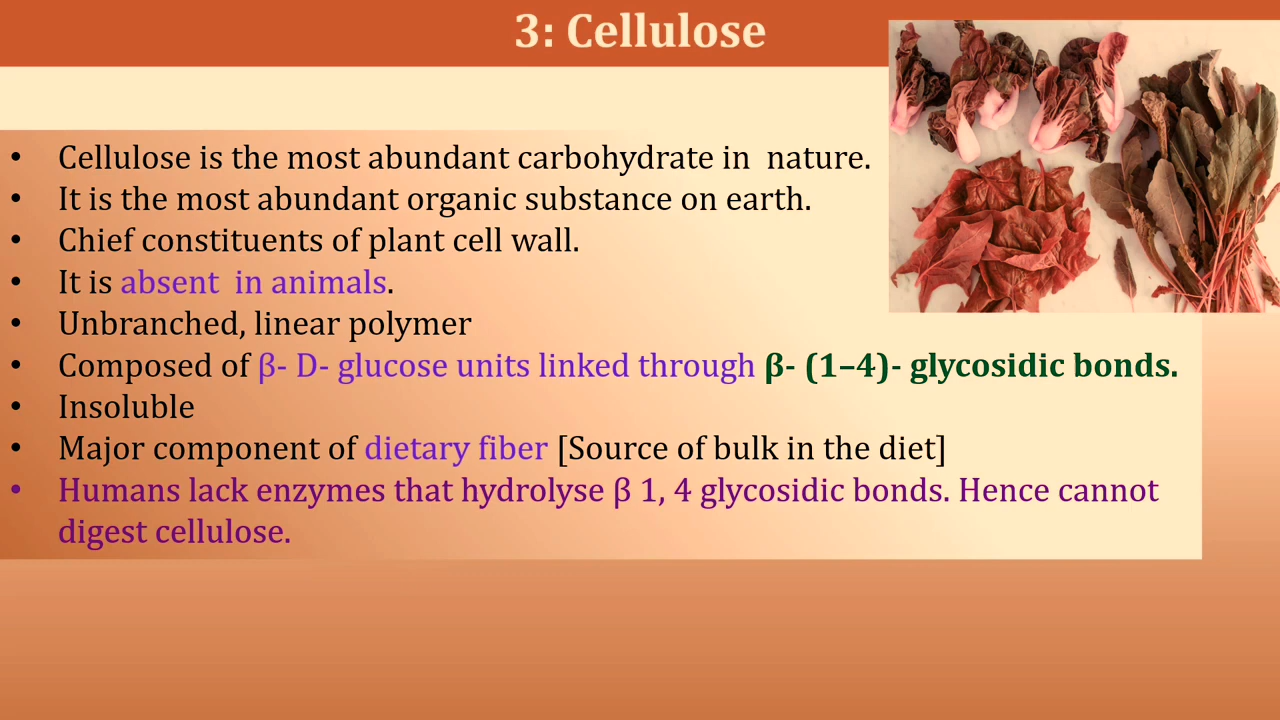 3: Cellulose
• Cellulose is the most abundant carbohydrate in  nature.
• It is the most abundant organic substance on earth.
• Chief constituents of plant cell wall.
• It is absent  in animals.
• Unbranched, linear polymer
• Composed of β- D- glucose units linked through β- (1–4)- glycosidic bonds.
• Insoluble
• Major component of dietary fiber [Source of bulk in the diet]
• Humans lack enzymes that hydrolyse β 1, 4 glycosidic bonds. Hence cannot
digest cellulose.